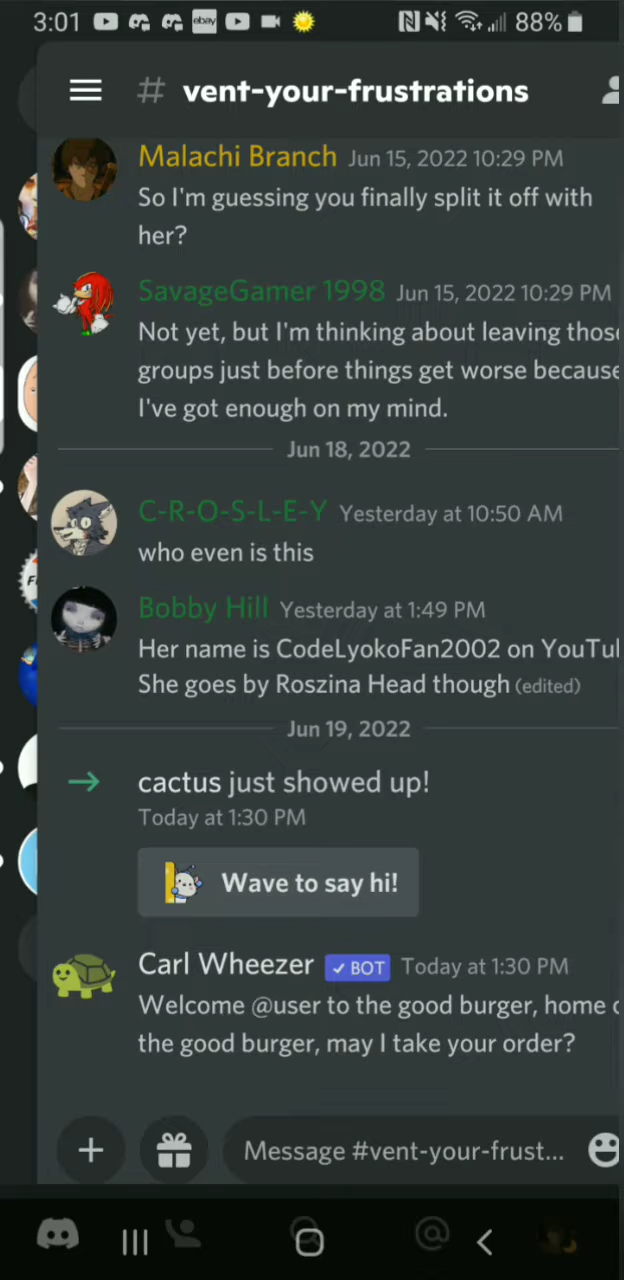 3:01
ebay
88%
# vent-your-frustrations
Malachi Branch Jun 15, 2022 10:29 PM
So I'm guessing you finally split it off with
her?
SavageGamer 1998 Jun 15, 2022 10:29 PM
Not yet, but I'm thinking about leaving those
groups just before things get worse because
I've got enough on my mind.
Jun 18, 2022
C-R-O-S-L-E-Y Yesterday at 10:50 AM
who even is this
Bobby Hill Yesterday at 1:49 PM
Her name is CodeLyokoFan2002 on YouTu
She goes by Roszina Head though (edited)
Jun 19, 2022
cactus just showed up!
Today at 1:30 PM
Wave to say hi!
Carl Wheezer ✓ BOT Today at 1:30 PM
Welcome @user to the good burger, home o
the good burger, may I take your order?
Message #vent-your-frust...